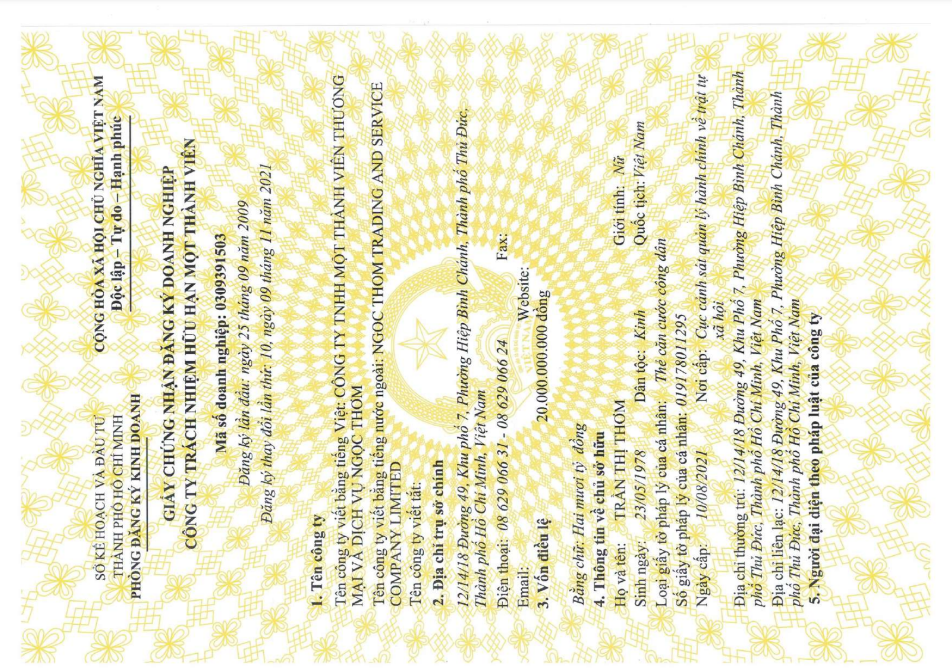 SỞ KẾ HOẠCH VÀ ĐẦU TƯ
THÀNH PHỐ HỒ CHÍ MINH
PHÒNG ĐĂNG KÝ KINH DOANH
CỘNG HÒA XÃ HỘI CHỦ NGHĨA VIỆT NAM
Độc lập – Tự do – Hạnh phúc
GIẤY CHỨNG NHẬN ĐĂNG KÝ DOANH NGHIỆP
CÔNG TY TRÁCH NHIỆM HỮU HẠN MỘT THÀNH VIÊN
Mã số doanh nghiệp: 0309391503
Đăng ký lần đầu: ngày 25 tháng 09 năm 2009
Đăng ký thay đổi lần thứ: 10, ngày 09 tháng 11 năm 2021
1. Tên công ty
Tên công ty viết bằng tiếng Việt: CÔNG TY TNHH MỘT THÀNH VIÊN THƯƠNG
MẠI VÀ DỊCH VỤ NGỌC THƠM
Tên công ty viết bằng tiếng nước ngoài: NGOC THOM TRADING AND SERVICE
COMPANY LIMITED
Tên công ty viết tắt:
2. Địa chỉ trụ sở chính
12/14/18 Đường 49, Khu phố 7, Phường Hiệp Bình Chánh, Thành phố Thủ Đức,
Thành phố Hồ Chí Minh, Việt Nam
Điện thoại: 08 629 066 31 - 08 629 066 24 Fax:
Email: Website:
3. Vốn điều lệ 20.000.000.000 đồng
Bằng chữ: Hai mươi tỷ đồng
4. Thông tin về chủ sở hữu
Họ và tên: TRẦN THỊ THƠM Giới tính: Nữ
Sinh ngày: 23/05/1978 Dân tộc: Kinh Quốc tịch: Việt Nam
Loại giấy tờ pháp lý của cá nhân: Thẻ căn cước công dân
Số giấy tờ pháp lý của cá nhân: 019178011295
Ngày cấp: 10/08/2021 Nơi cấp: Cục cảnh sát quản lý hành chính về trật tự
xã hội
Địa chỉ thường trú: 12/14/18 Đường 49, Khu Phố 7, Phường Hiệp Bình Chánh, Thành
phố Thủ Đức, Thành phố Hồ Chí Minh, Việt Nam
Địa chỉ liên lạc: 12/14/18 Đường 49, Khu Phố 7, Phường Hiệp Bình Chánh, Thành
phố Thủ Đức, Thành phố Hồ Chí Minh, Việt Nam
5. Người đại diện theo pháp luật của công ty